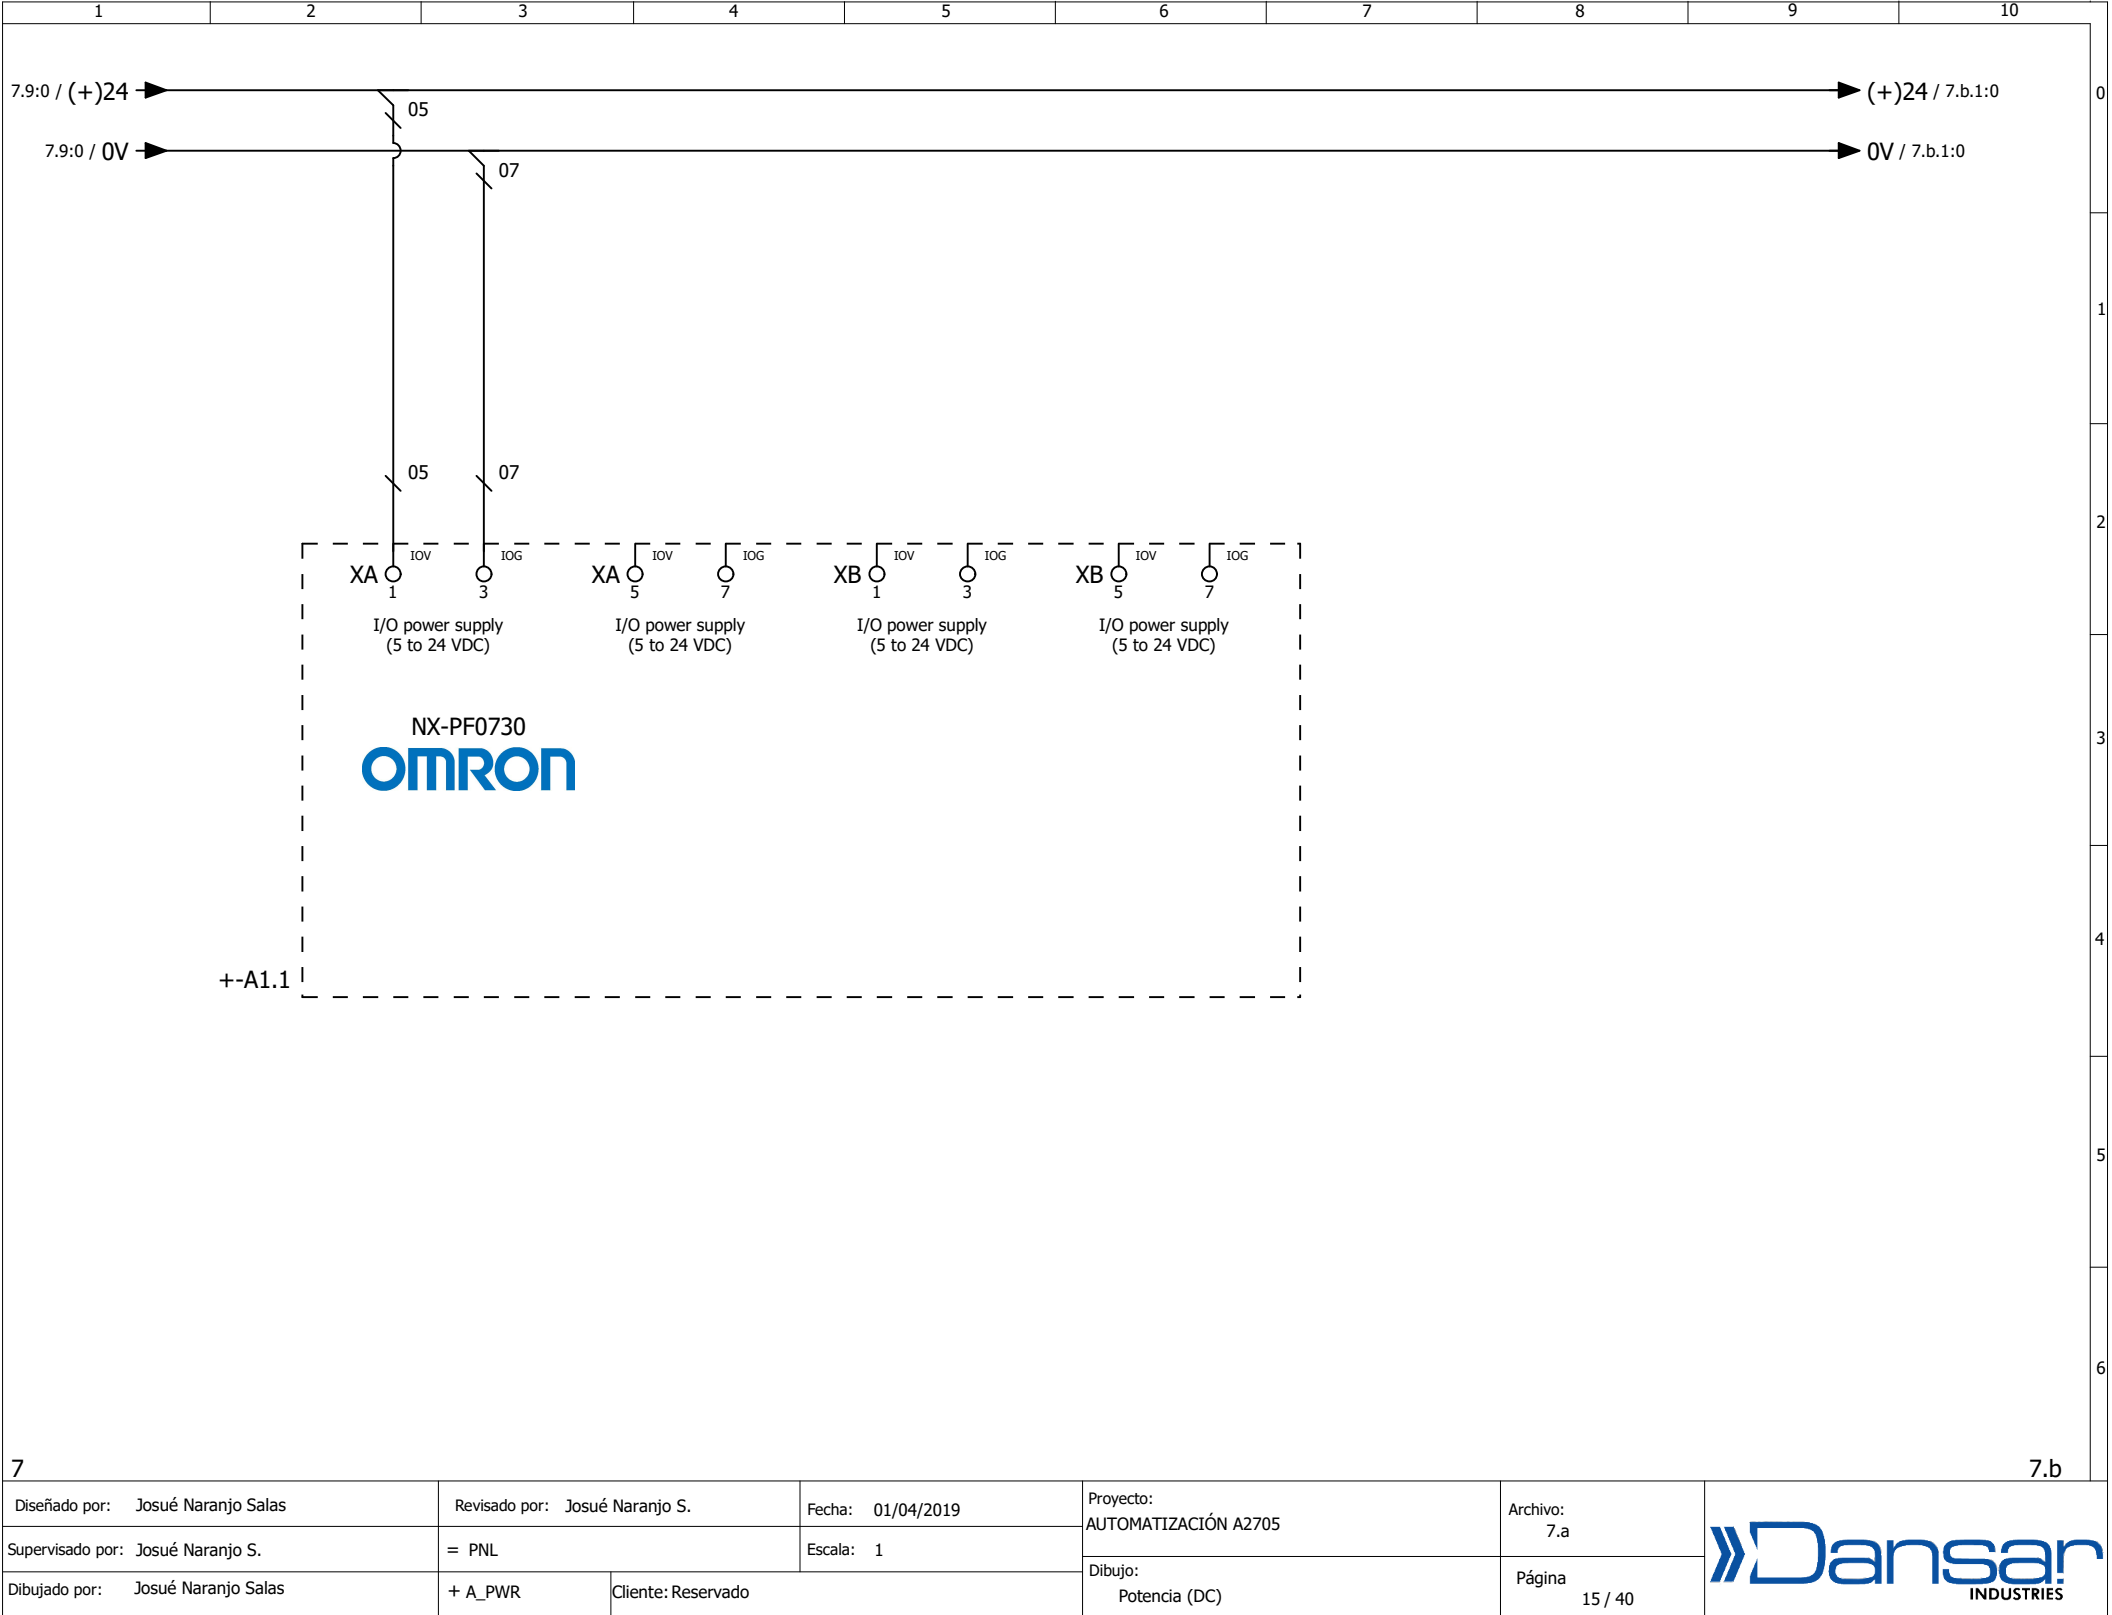 1 2 3 4 5 6 7 8 9 10
7.9:0 / (+)24
(+)24 / 7.b.1:0
0
05
7.9:0 / 0V
0V / 7.b.1:0
07
1
05 07
2
IOV IOG IOV IOG IOV IOG IOV IOG
XA XA XB XB
1 3 5 7 1 3 5 7
I/O power supply I/O power supply I/O power supply I/O power supply
(5 to 24 VDC) (5 to 24 VDC) (5 to 24 VDC) (5 to 24 VDC)
NX-PF0730
OMRON
3
4
+-A1.1
5
6
7 7.b
Diseñado por: Josué Naranjo Salas
Revisado por: Josué Naranjo S.
Fecha: 01/04/2019
Proyecto:
AUTOMATIZACIÓN A2705
Archivo:
7.a
Supervisado por: Josué Naranjo S.
= PNL
Escala: 1
Dibujo:
Potencia (DC)
Página
15 / 40
Dibujado por: Josué Naranjo Salas
+ A_PWR
Cliente: Reservado
Dansar
INDUSTRIES